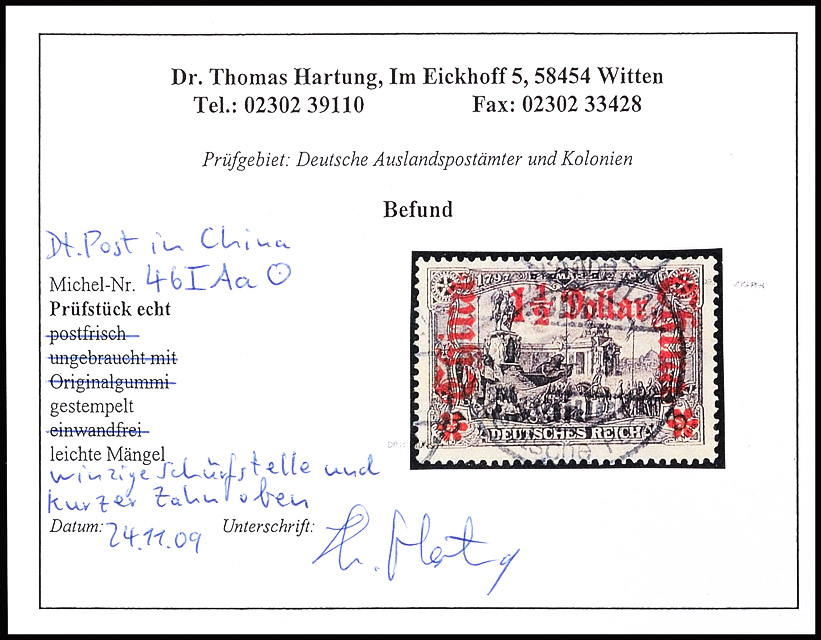 Dr. Thomas Hartung, Im Eickhoff 5, 58454 Witten
Tel.: 02302 39110 Fax: 02302 33428
Prüfgebiet: Deutsche Auslandspostämter und Kolonien
Befund
Dt. Post in China
Michel-Nr. 46 I A a
Prüfstück echt
postfrisch
ungebraucht mit
Originalgummi
gestempelt
einwandfrei
leichte Mängel
winzige Schürfstelle und
kurzer Zahn oben
Datum: 24.11.09 Unterschrift:
China 1½ Dollar China
DEUTSCHES REICH